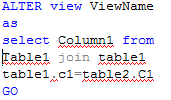 ALTER view ViewName
as
select Column1 from
Table1 join table1
table1.c1=table2.C1
GO